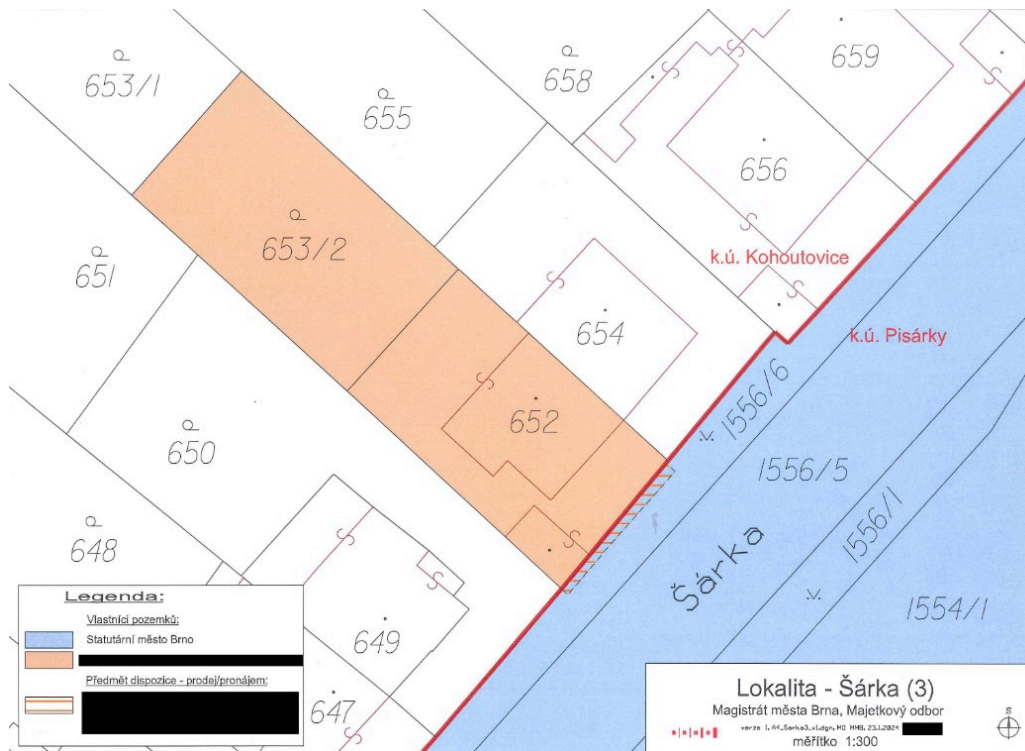 653/1
655
658
659
656
653/2
651
k.ú. Kohoutovice
k.ú. Pisárky
654
652
1556/6
1556/5
1556/1
650
648
Šárka
1554/1
649
647
Legenda:
Vlastníci pozemků:
Statutární město Brno
Předmět dispozice - prodej/pronájem:
Lokalita - Šárka (3)
Magistrát města Brna, Majetkový odbor
měřítko 1:300
S